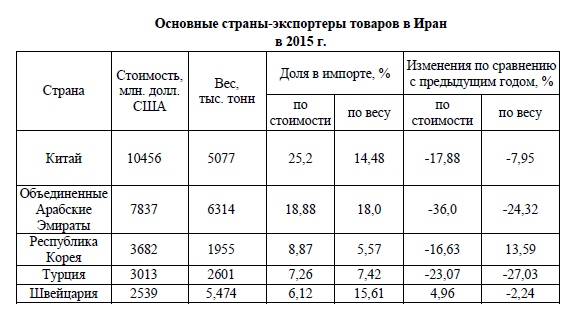 Основные страны-экспортеры товаров в Иран
в 2015 г.
Страна | Стоимость, млн. долл. США | Вес, тыс. тонн | Доля в импорте, % | Изменения по сравнению с предыдущим годом, %
по стоимости | по весу | по стоимости | по весу
Китай | 10456 | 5077 | 25,2 | 14,48 | -17,88 | -7,95
Объединенные Арабские Эмираты | 7837 | 6314 | 18,88 | 18,0 | -36,0 | -24,32
Республика Корея | 3682 | 1955 | 8,87 | 5,57 | -16,63 | 13,59
Турция | 3013 | 2601 | 7,26 | 7,42 | -23,07 | -27,03
Швейцария | 2539 | 5,474 | 6,12 | 15,61 | 4,96 | -2,24